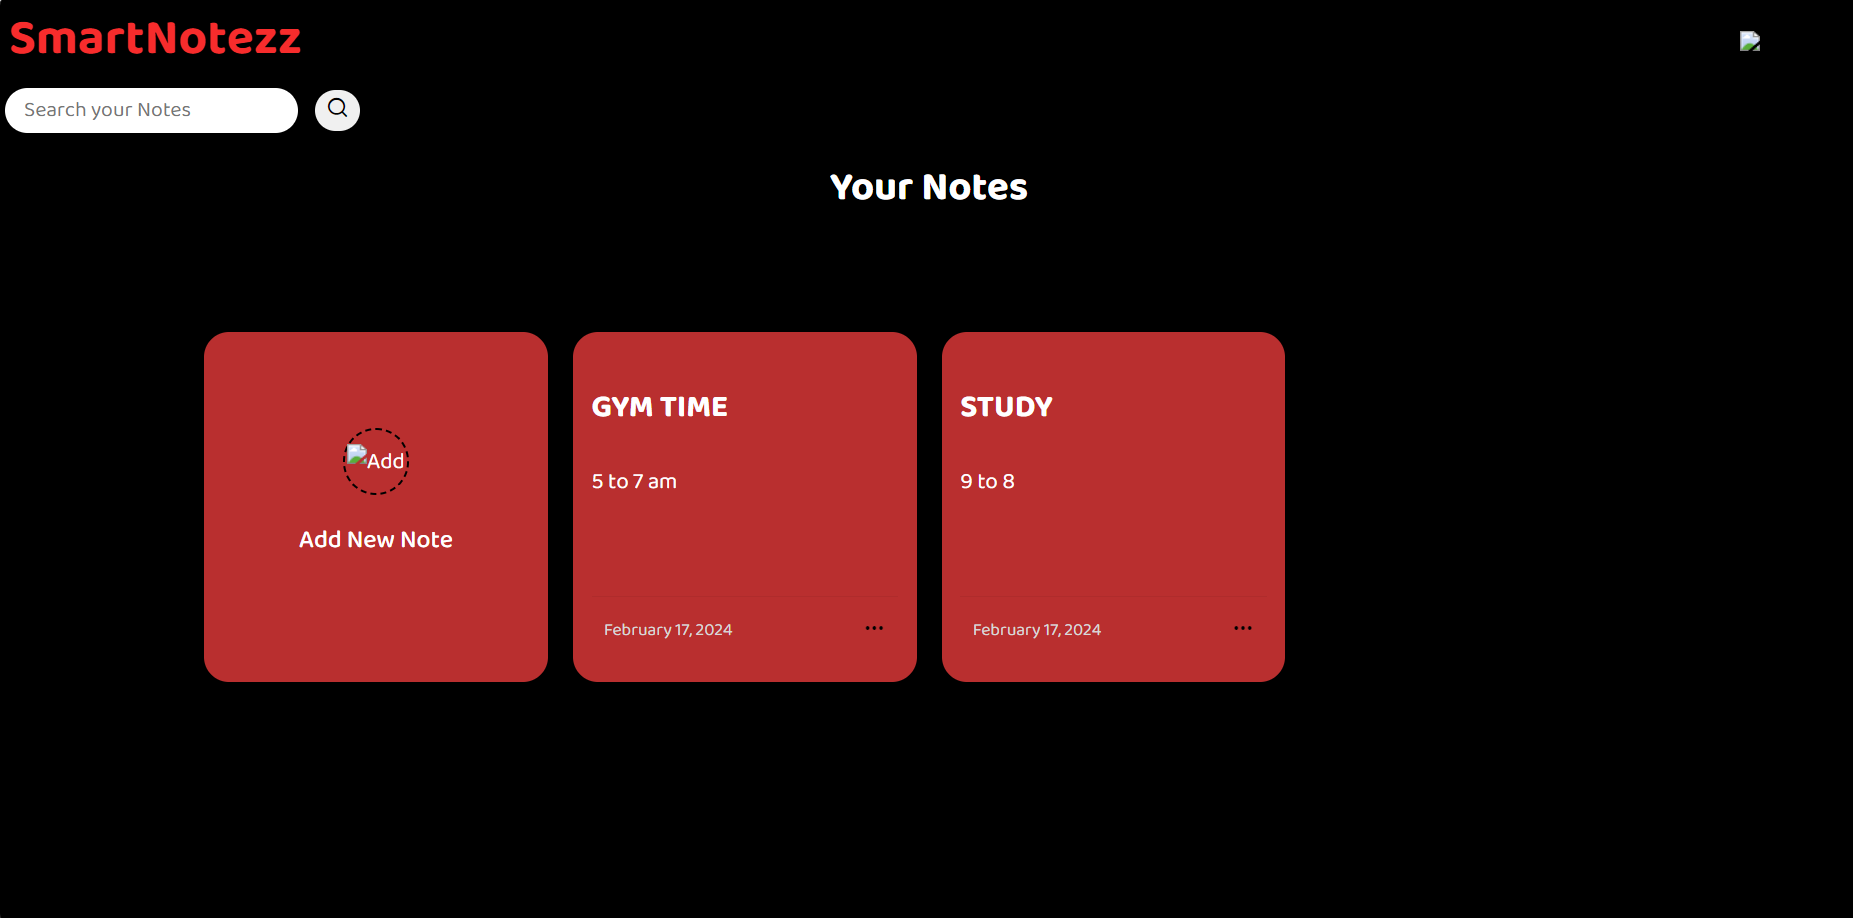 SmartNotezz
Search your Notes
Your Notes
Add
Add New Note
GYM TIME
5 to 7 am
February 17, 2024
STUDY
9 to 8
February 17, 2024